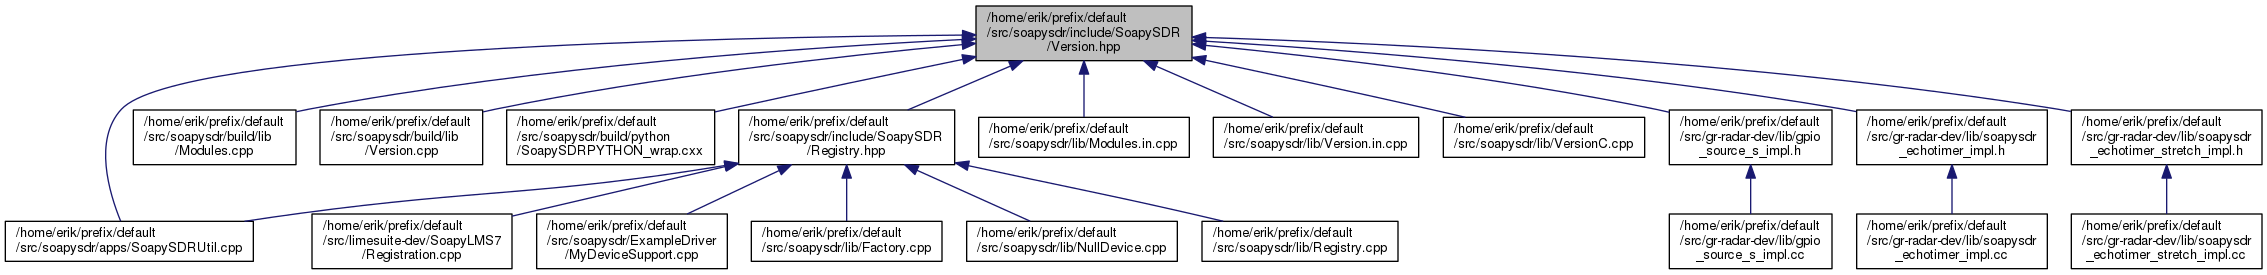 /home/erik/prefix/default
/src/soapysdr/include/SoapySDR
/Version.hpp
/home/erik/prefix/default
/src/soapysdr/build/lib
/Modules.cpp
/home/erik/prefix/default
/src/soapysdr/build/lib
/Version.cpp
/home/erik/prefix/default
/src/soapysdr/build/python
/SoapySDRPYTHON_wrap.cxx
/home/erik/prefix/default
/src/soapysdr/include/SoapySDR
/Registry.hpp
/home/erik/prefix/default
/src/soapysdr/lib/Modules.in.cpp
/home/erik/prefix/default
/src/soapysdr/lib/Version.in.cpp
/home/erik/prefix/default
/src/soapysdr/lib/VersionC.cpp
/home/erik/prefix/default
/src/gr-radar-dev/lib/gpio
_source_s_impl.h
/home/erik/prefix/default
/src/gr-radar-dev/lib/soapysdr
_echotimer_impl.h
/home/erik/prefix/default
/src/gr-radar-dev/lib/soapysdr
_echotimer_stretch_impl.h
/home/erik/prefix/default
/src/soapysdr/apps/SoapySDRUtil.cpp
/home/erik/prefix/default
/src/limesuite-dev/SoapyLMS7
/Registration.cpp
/home/erik/prefix/default
/src/soapysdr/ExampleDriver
/MyDeviceSupport.cpp
/home/erik/prefix/default
/src/soapysdr/lib/Factory.cpp
/home/erik/prefix/default
/src/soapysdr/lib/NullDevice.cpp
/home/erik/prefix/default
/src/soapysdr/lib/Registry.cpp
/home/erik/prefix/default
/src/gr-radar-dev/lib/gpio
_source_s_impl.cc
/home/erik/prefix/default
/src/gr-radar-dev/lib/soapysdr
_echotimer_impl.cc
/home/erik/prefix/default
/src/gr-radar-dev/lib/soapysdr
_echotimer_stretch_impl.cc